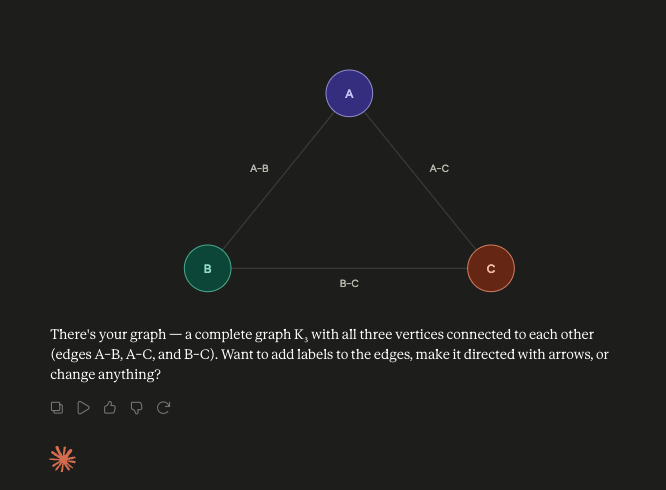 A
A–B
A–C
B
C
B–C
There's your graph — a complete graph K₃ with all three vertices connected to each other
(edges A–B, A–C, and B–C). Want to add labels to the edges, make it directed with arrows, or
change anything?